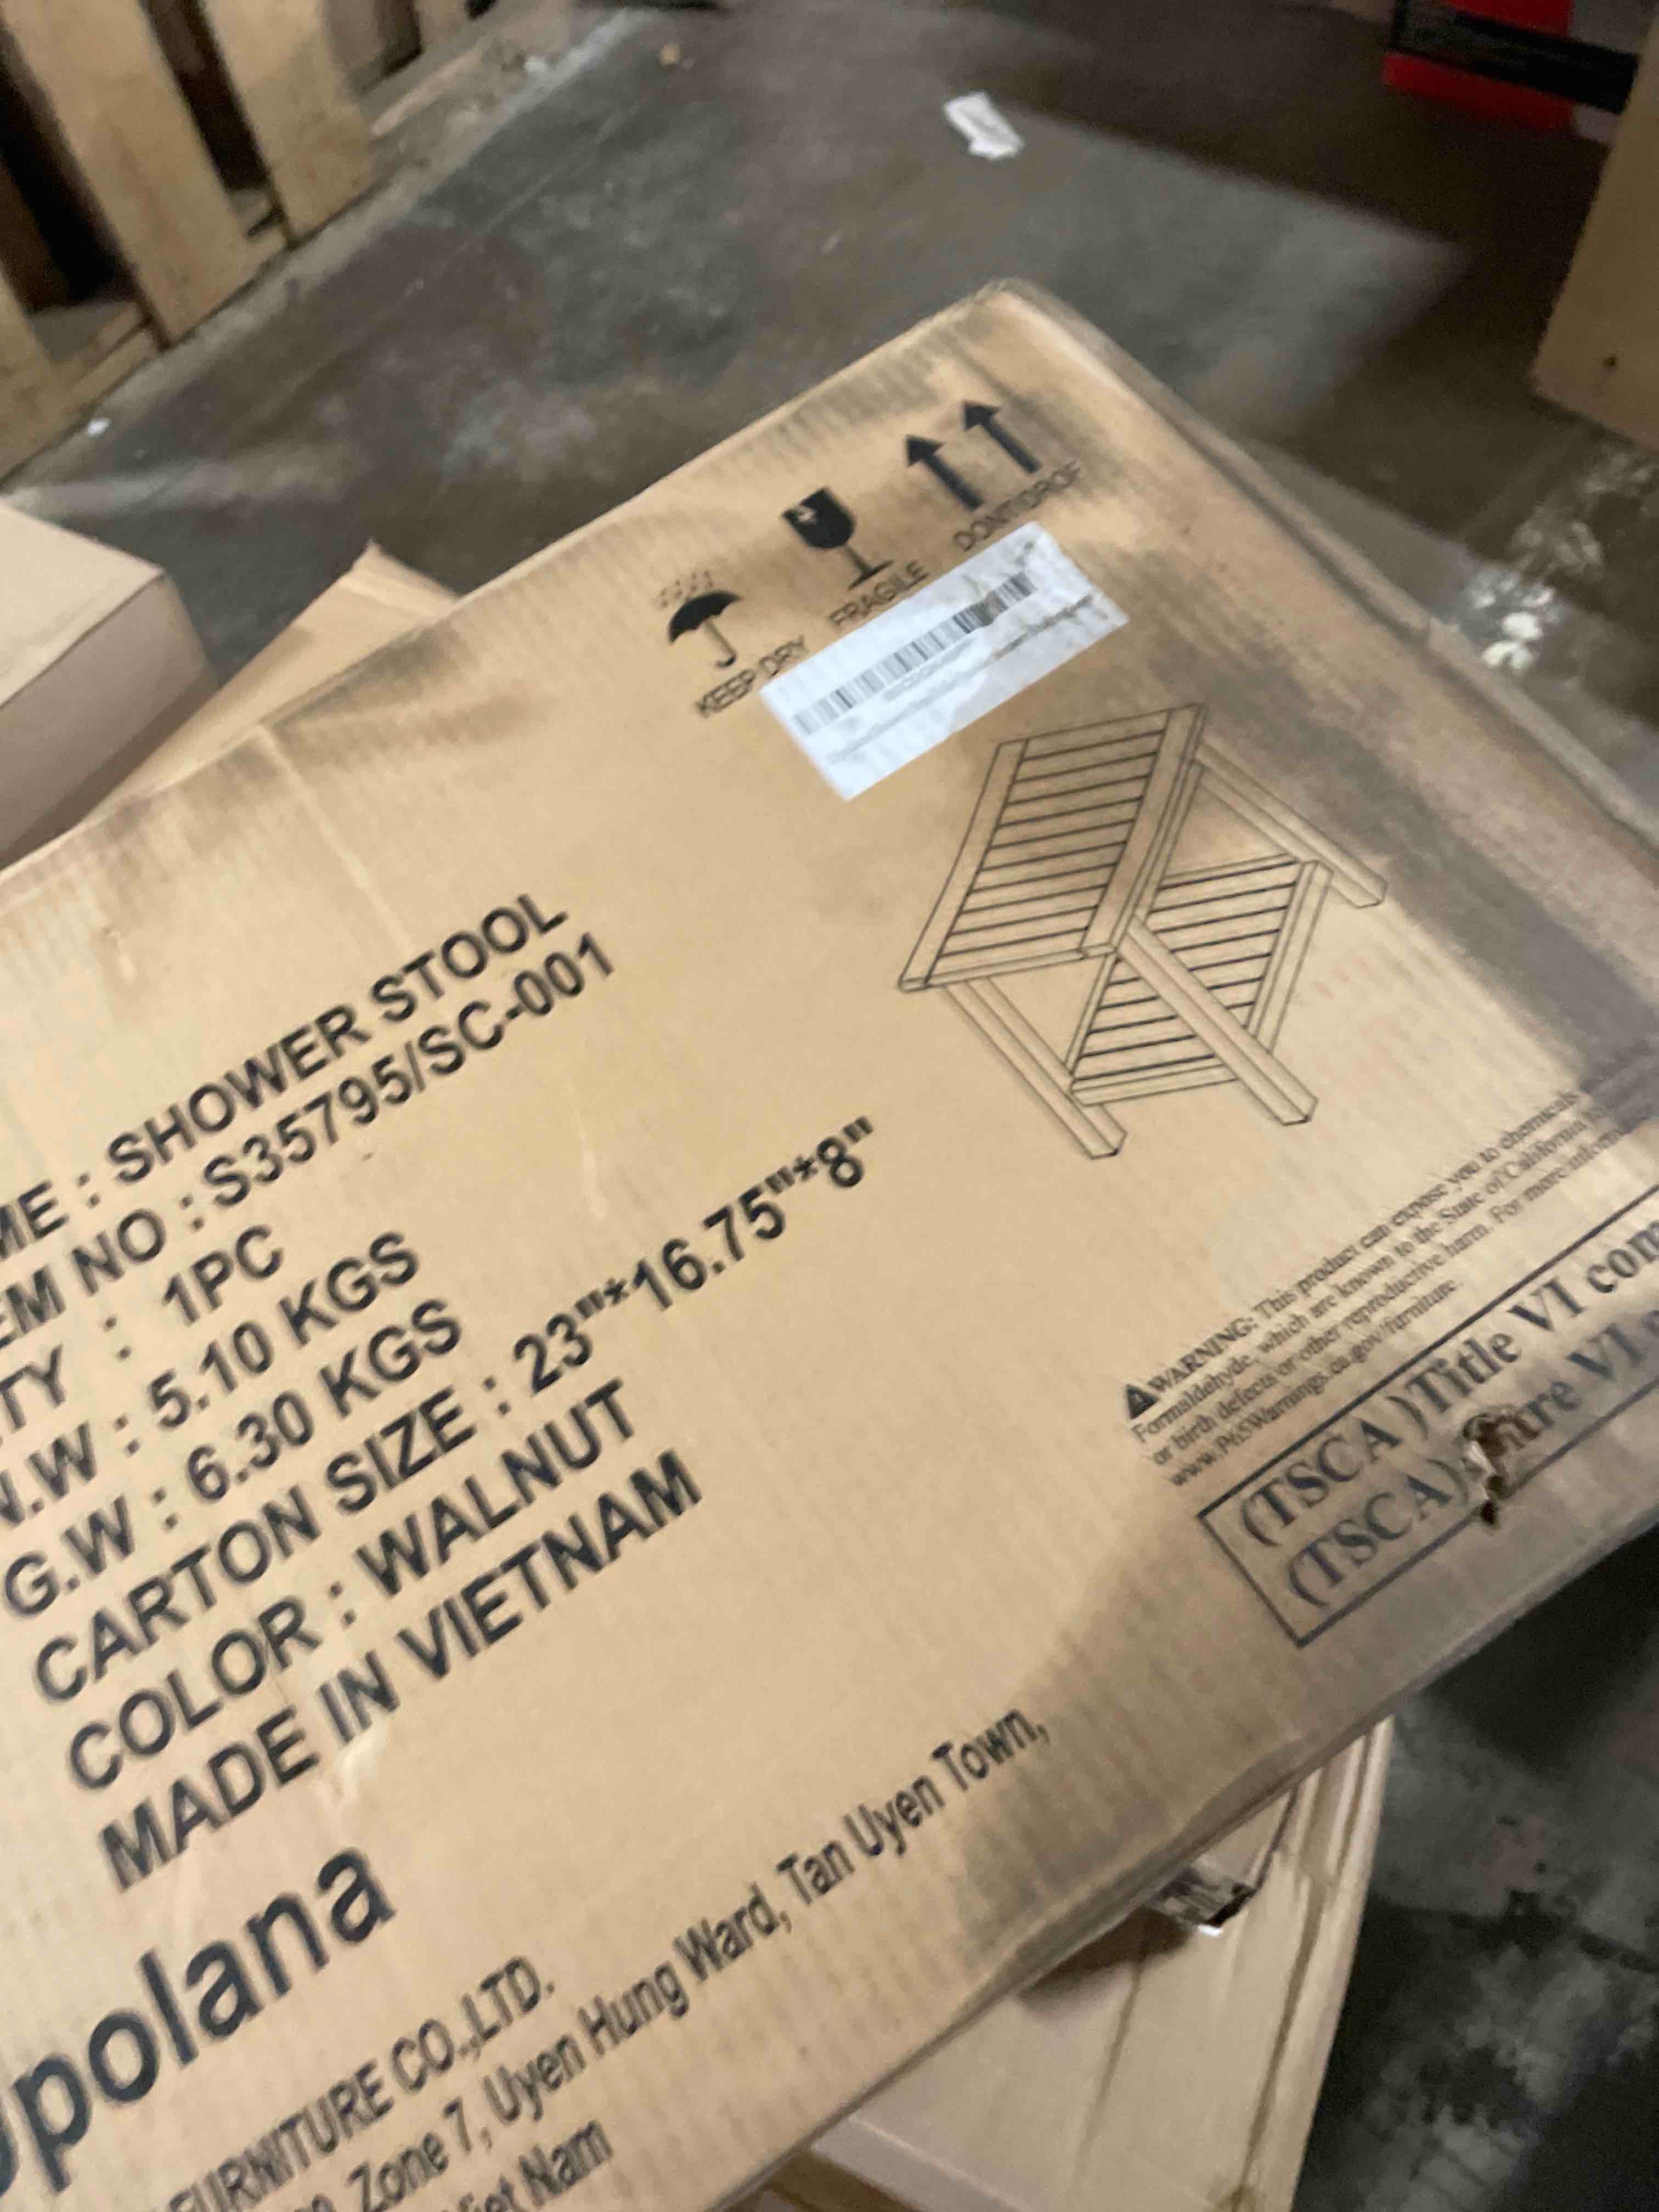 DON'T DROP
FRAGILE
KEEP DRY
ME : SHOWER STOOL
EM NO : S35795/SC-001
TY : 1PC
N.W : 5.10 KGS
G.W : 6.30 KGS
CARTON SIZE : 23"*16.75"*8"
COLOR : WALNUT
MADE IN VIETNAM
WARNING: This product can expose you to chemicals
Formaldehyde, which are known to the State of California
or birth defects or other reproductive harm. For more
www.P65Warnings.ca.gov/furniture.
(TSCA)Title VI com
(TSCA) titre VI
polana
FURNITURE CO.,LTD.
Zone 7, Uyen Hung Ward, Tan Uyen Town,
Viet Nam